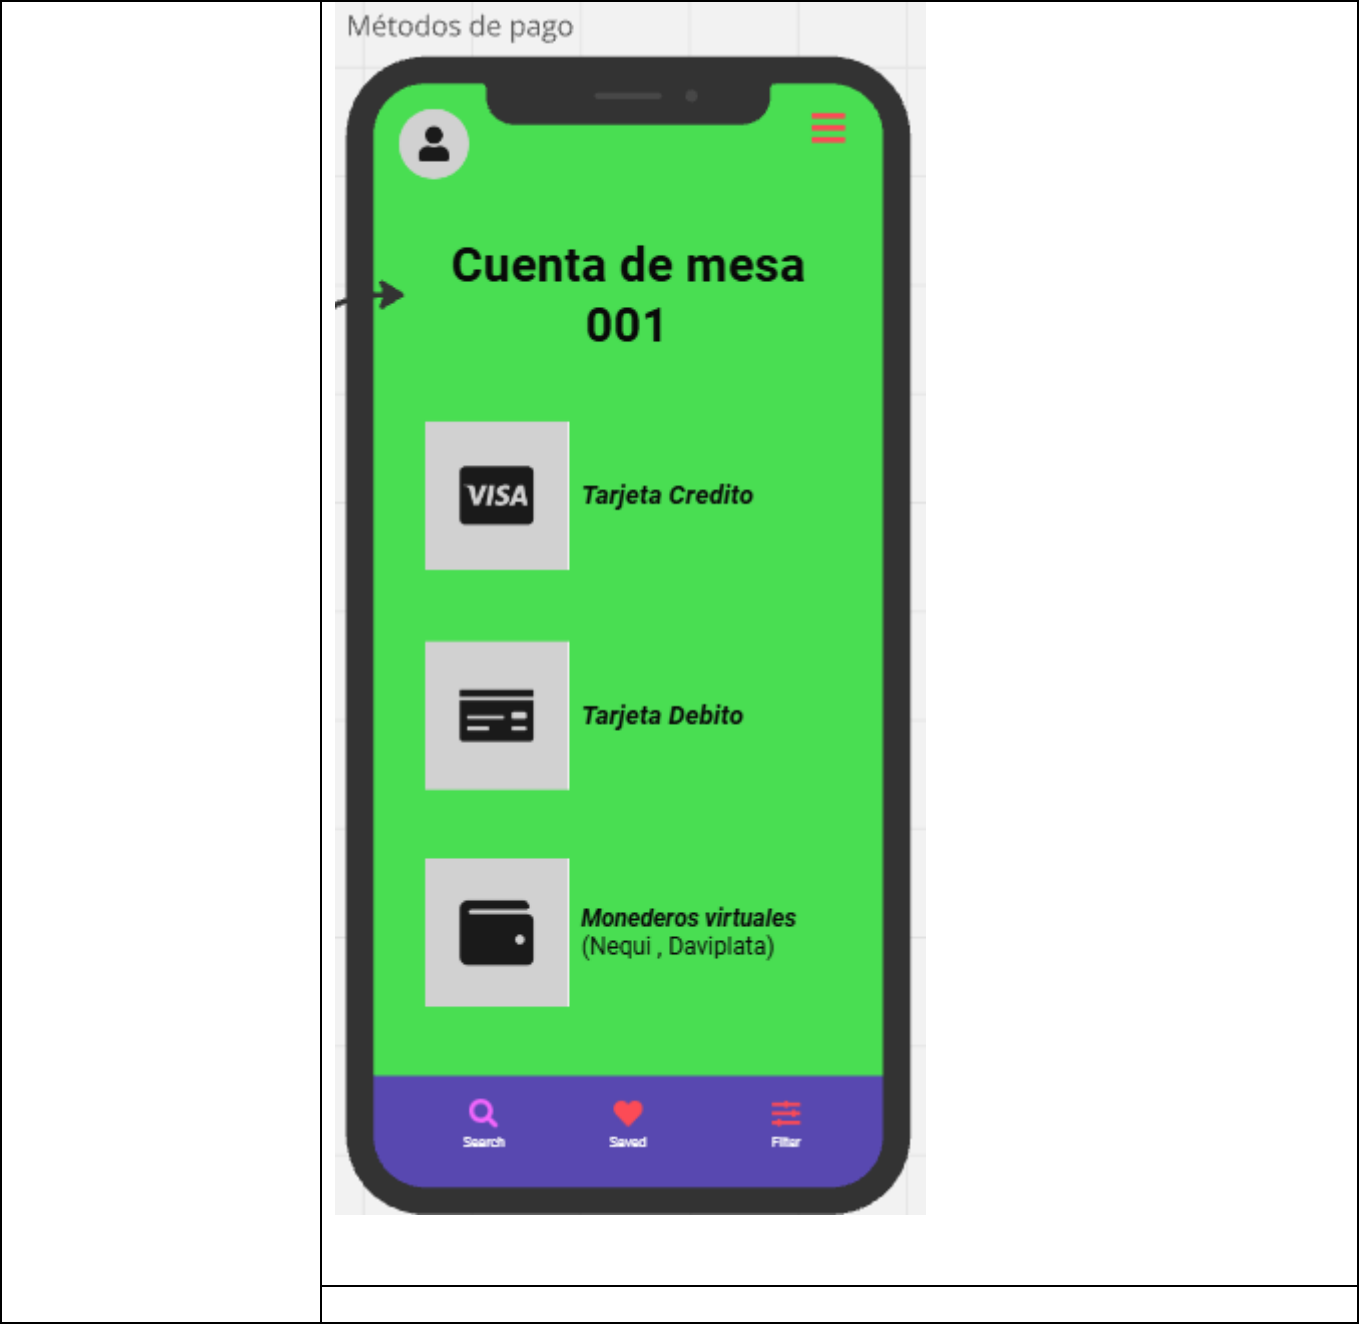 Métodos de pago
Cuenta de mesa
001
VISA
Tarjeta Credito
Tarjeta Debito
Monederos virtuales
(Nequi , Daviplata)
Search
Saved
Filter